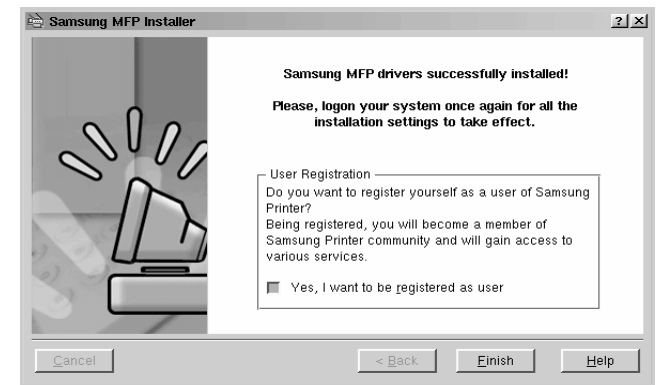 Samsung MFP Installer
? X
Samsung MFP drivers successfully installed!
Please, logon your system once again for all the
installation settings to take effect.
User Registration
Do you want to register yourself as a user of Samsung
Printer?
Being registered, you will become a member of
Samsung Printer community and will gain access to
various services.
Yes, I want to be registered as user
Cancel
< Back
Finish
Help